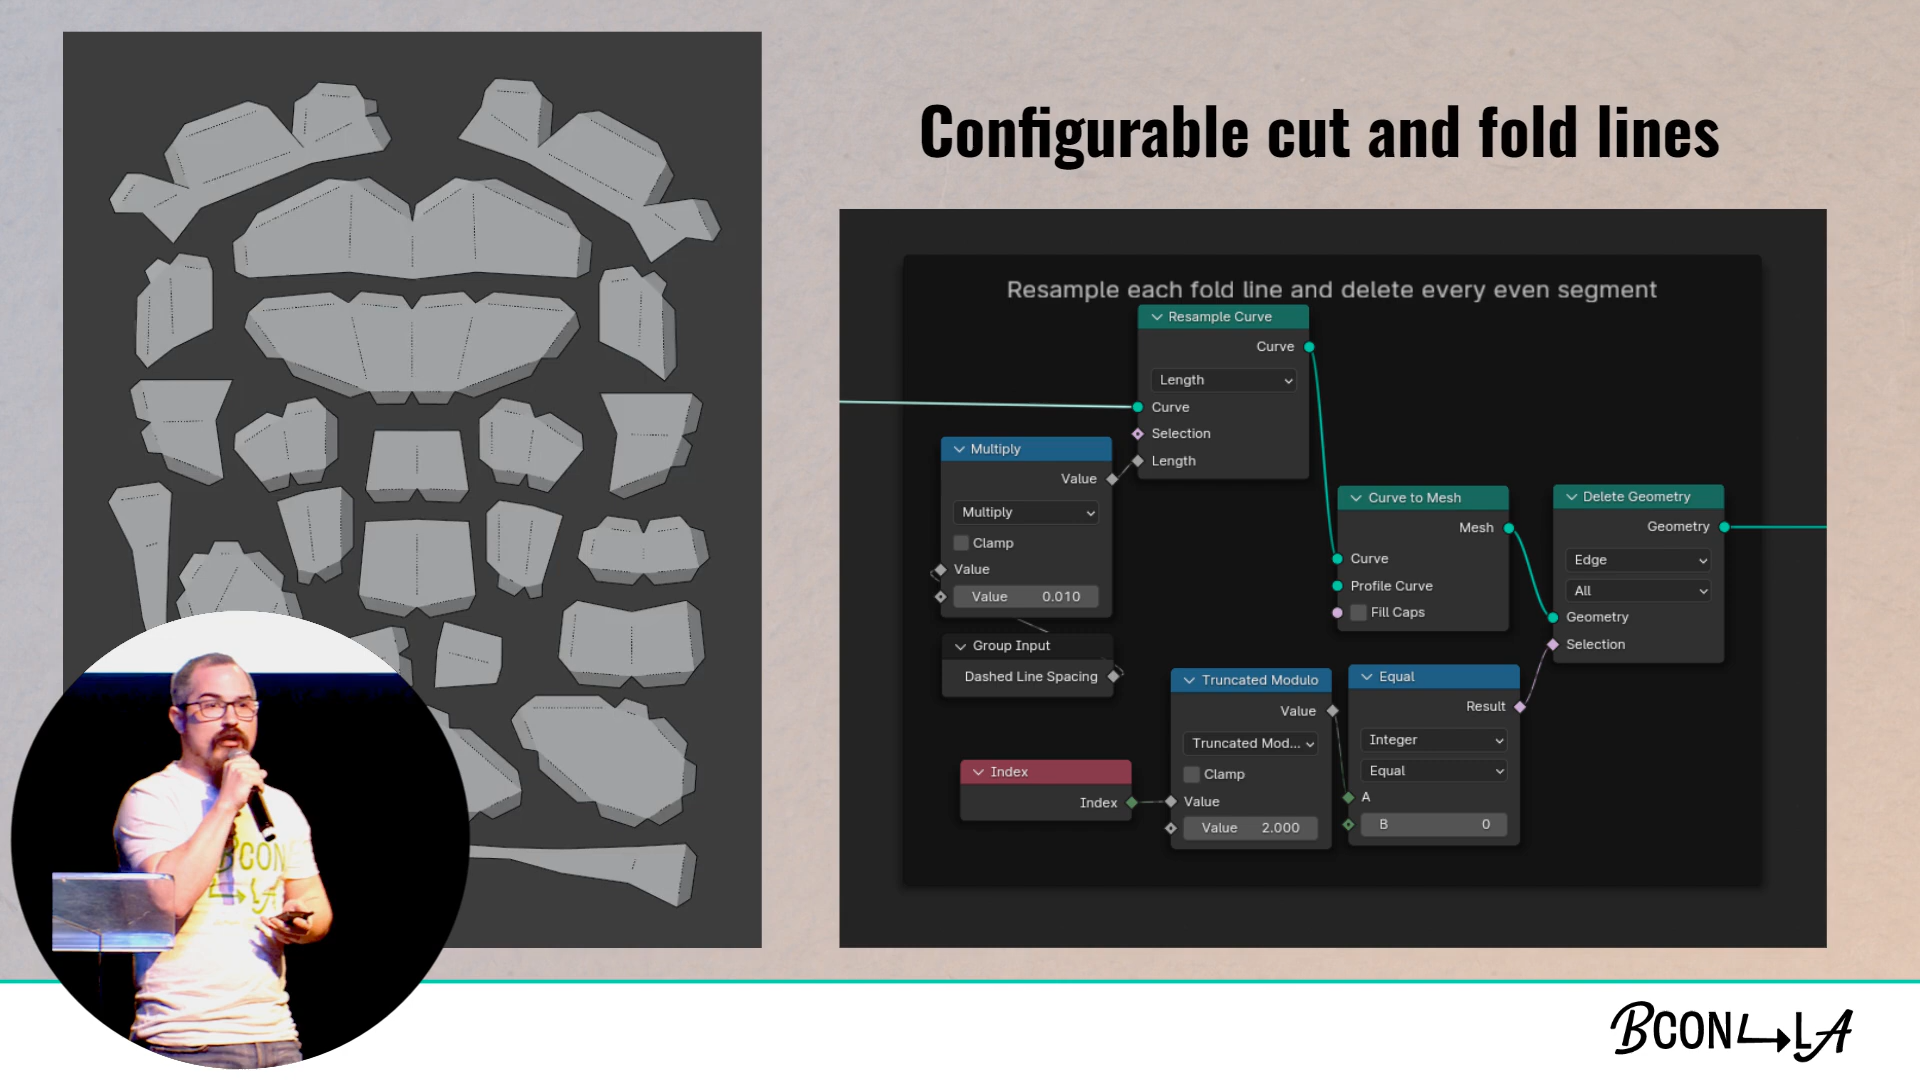 Configurable cut and fold lines
Resample each fold line and delete every even segment
Resample Curve
Curve
Length
Curve
Selection
Length
Multiply
Value
Multiply
Clamp
Value
Value 0.010
Group Input
Dashed Line Spacing
Curve to Mesh
Mesh
Curve
Profile Curve
Fill Caps
Delete Geometry
Geometry
Edge
All
Geometry
Selection
Truncated Modulo
Value
Truncated Mod...
Clamp
Value
Value 2.000
Equal
Result
Integer
Equal
A
B 0
Index
Index
BCON
LA
BCON LA